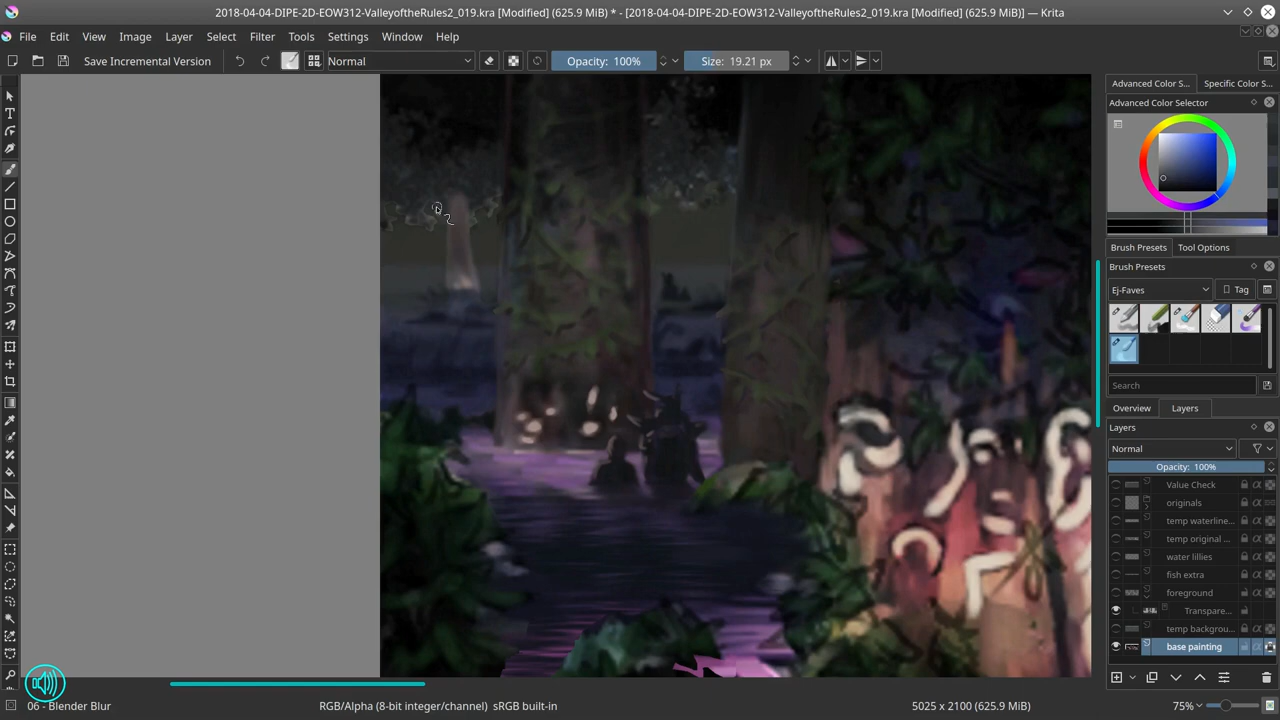 2018-04-04-DIPE-2D-EOW312-ValleyoftheRules2_019.kra [Modified] (625.9 MiB) * - [2018-04-04-DIPE-2D-EOW312-ValleyoftheRules2_019.kra [Modified] (625.9 MiB)] — Krita
File Edit View Image Layer Select Filter Tools Settings Window Help
Save Incremental Version Normal Opacity: 100% Size: 19.21 px
Advanced Color S... Specific Color S...
Advanced Color Selector
Brush Presets Tool Options
Brush Presets
Ej-Faves Tag
Search
Overview Layers
Layers
Normal
Opacity: 100%
Value Check
originals
temp waterline...
temp original ...
water lillies
fish extra
foreground
Transpare...
temp backgrou...
base painting
06 - Blender Blur RGB/Alpha (8-bit integer/channel) sRGB built-in 5025 x 2100 (625.9 MiB) 75%